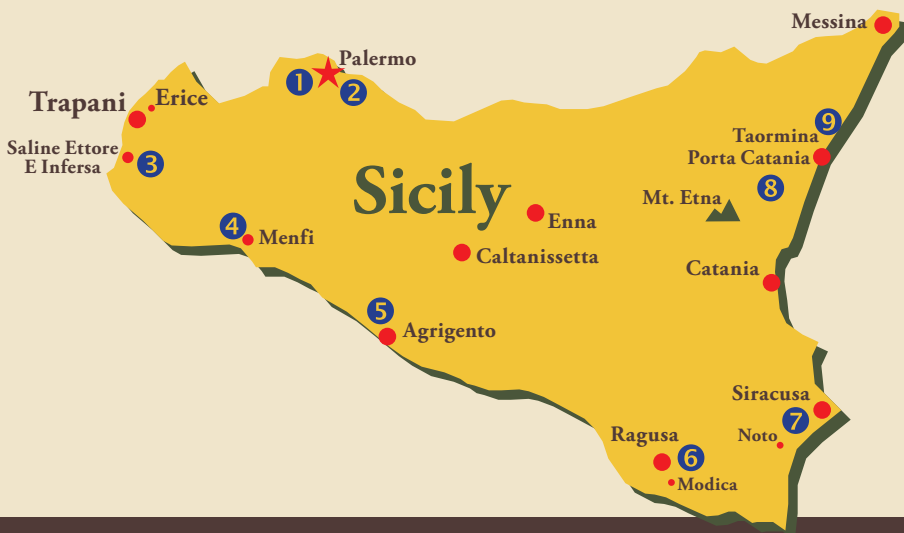 Messina
Palermo
1
2
Erice
Trapani
9
Taormina
Saline Ettore
E Infersa
3
Porta Catania
Sicily
8
Mt. Etna
4
Menfi
Enna
Caltanissetta
Catania
5
Agrigento
Siracusa
7
Ragusa
Noto
6
Modica